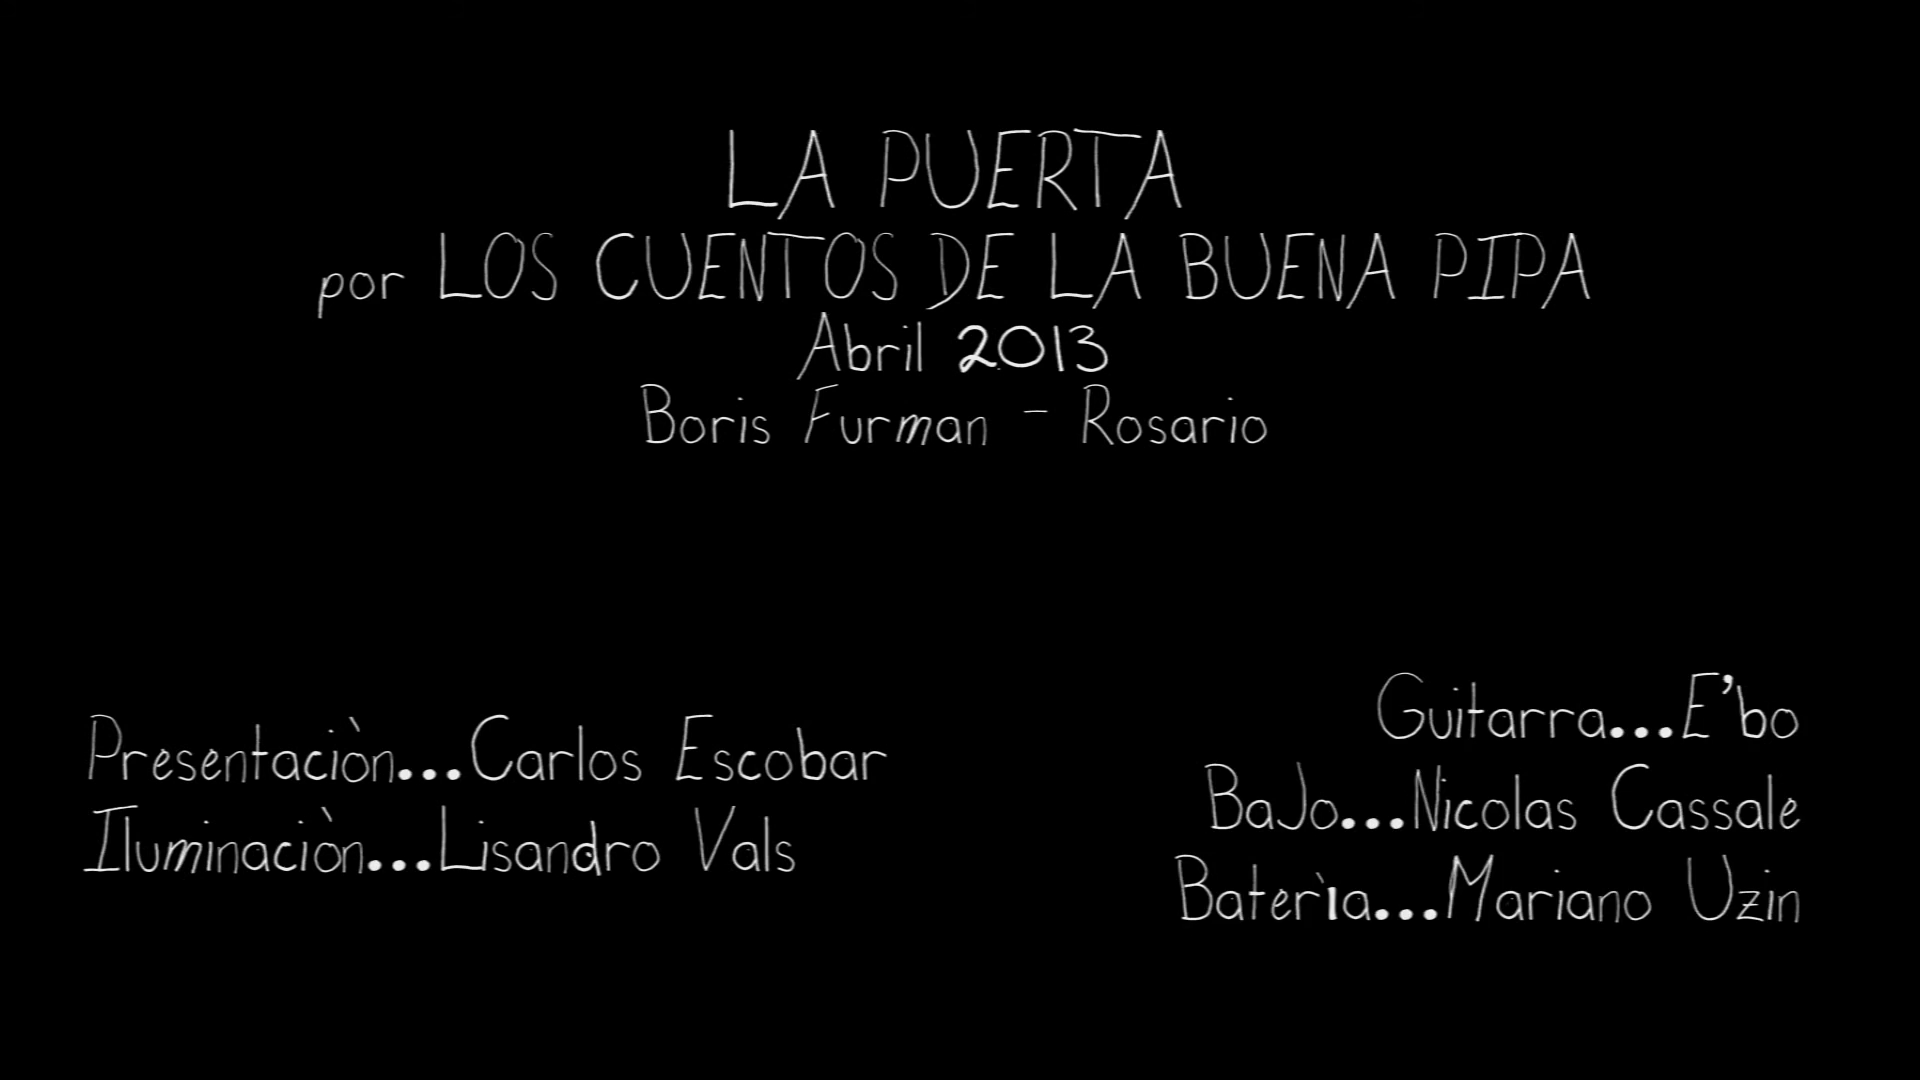 LA PUERTA
por LOS CUENTOS DE LA BUENA PIPA
Abril 2013
Boris Furman - Rosario
Presentaciòn...Carlos Escobar
Iluminaciòn...Lisandro Vals
Guitarra...E'bo
BaJo...Nicolas Cassale
Baterìa...Mariano Uzin